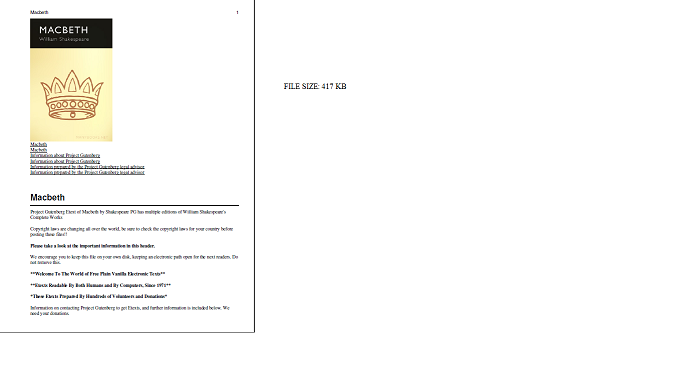 Macbeth 1
MACBETH
William Shakespeare
Macbeth
Macbeth
Information about Project Gutenberg
Information about Project Gutenberg
Information prepared by the Project Gutenberg legal advisor
Information prepared by the Project Gutenberg legal advisor
Macbeth
Project Gutenberg Etext of Macbeth by Shakespeare PG has multiple editions of William Shakespeare's
Complete Works
Copyright laws are changing all over the world, be sure to check the copyright laws for your country before
posting these files!!
Please take a look at the important information in this header.
We encourage you to keep this file on your own disk, keeping an electronic path open for the next readers. Do
not remove this.
**Welcome To The World of Free Plain Vanilla Electronic Texts**
**Etexts Readable By Both Humans and By Computers, Since 1971**
*These Etexts Prepared By Hundreds of Volunteers and Donations*
Information on contacting Project Gutenberg to get Etexts, and further information is included below. We
need your donations.
FILE SIZE: 417 KB